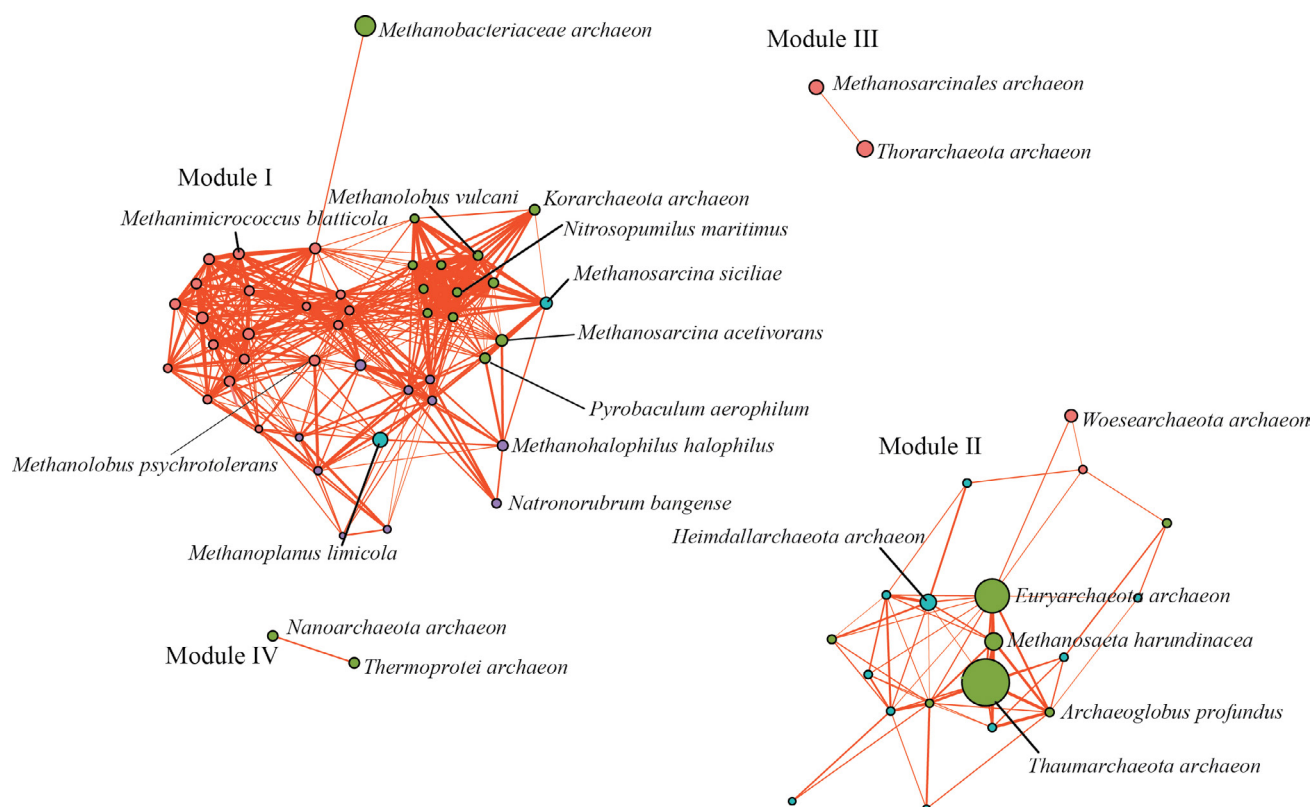 Methanobacteriaceae archaeon
Module III
Methanosarcinales archaeon
Thorarchaeota archaeon
Module I
Methanolobus vulcani
Korarchaeota archaeon
Methanimicrococcus blatticola
Nitrosopumilus maritimus
Methanosarcina siciliae
Methanosarcina acetivorans
Pyrobaculum aerophilum
Methanohalophilus halophilus
Methanolobus psychrotolerans
Natronorubrum bangense
Methanoplanus limicola
Woesearchaeota archaeon
Module II
Heimdallarchaeota archaeon
Euryarchaeota archaeon
Methanosaeta harundinacea
Archaeoglobus profundus
Thaumarchaeota archaeon
Nanoarchaeota archaeon
Module IV
Thermoprotei archaeon